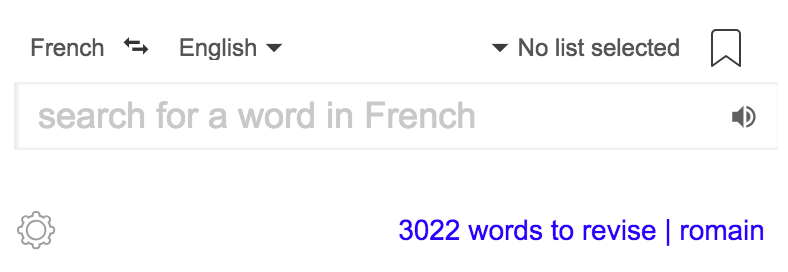 French English No list selected
search for a word in French
3022 words to revise | romain